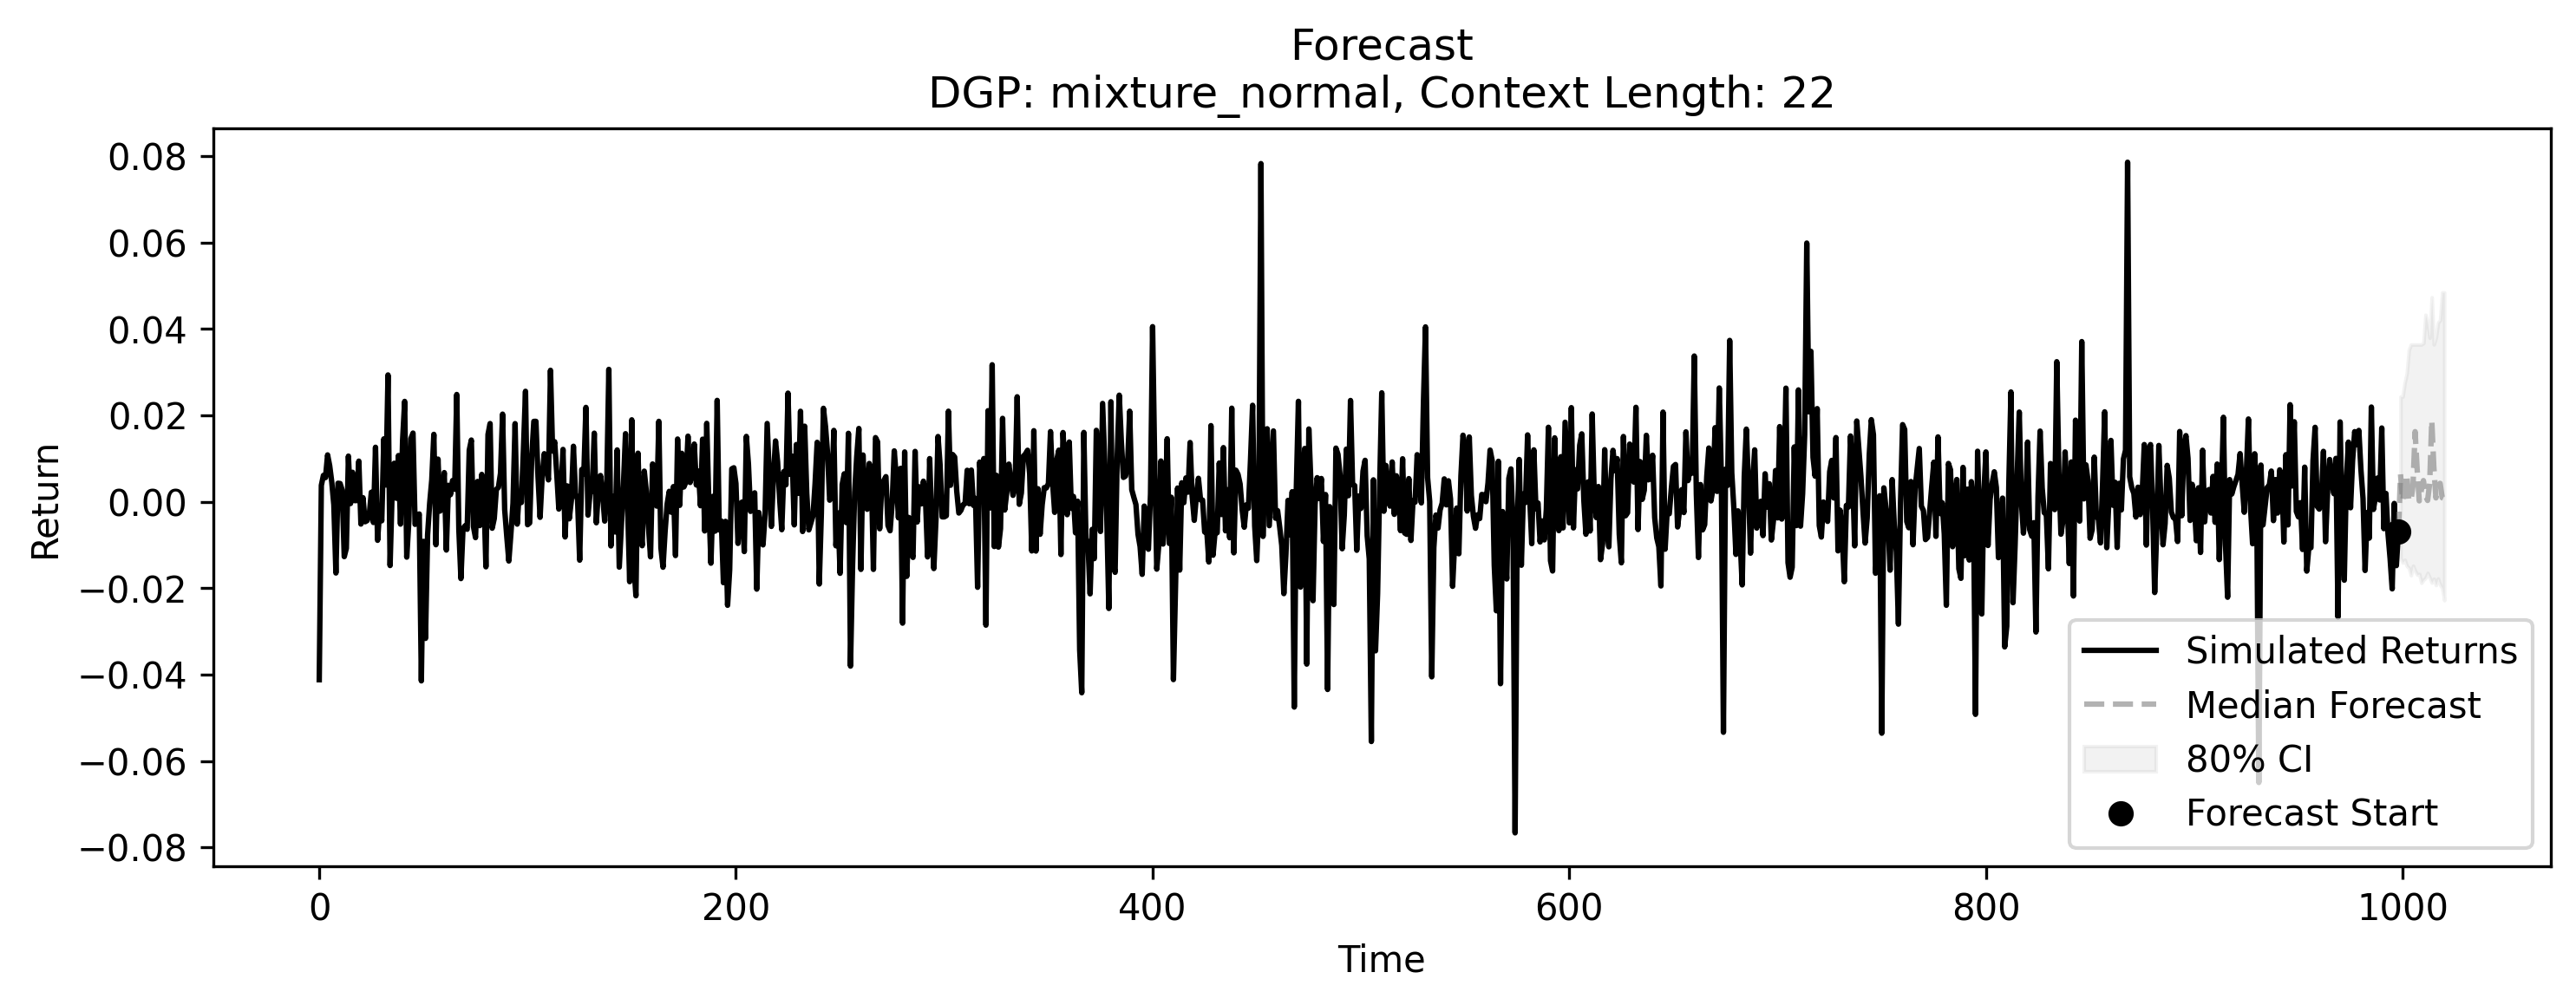 Forecast
DGP: mixture_normal, Context Length: 22
Return
0.08
0.06
0.04
0.02
0.00
−0.02
−0.04
−0.06
−0.08
Simulated Returns
Median Forecast
80% CI
Forecast Start
0 200 400 600 800 1000
Time